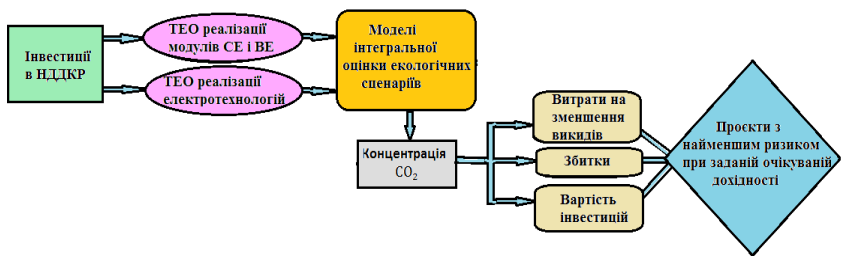 Інвестиції
в НДДКР
ТЕО реалізації
модулів СЕ і ВЕ
ТЕО реалізації
електротехнологій
Моделі
інтегральної
оцінки екологічних
сценаріїв
Концентрація
CO₂
Витрати на
зменшення
викидів
Збитки
Вартість
інвестицій
Проєкти з
найменшим ризиком
при заданій очікуваній
дохідності